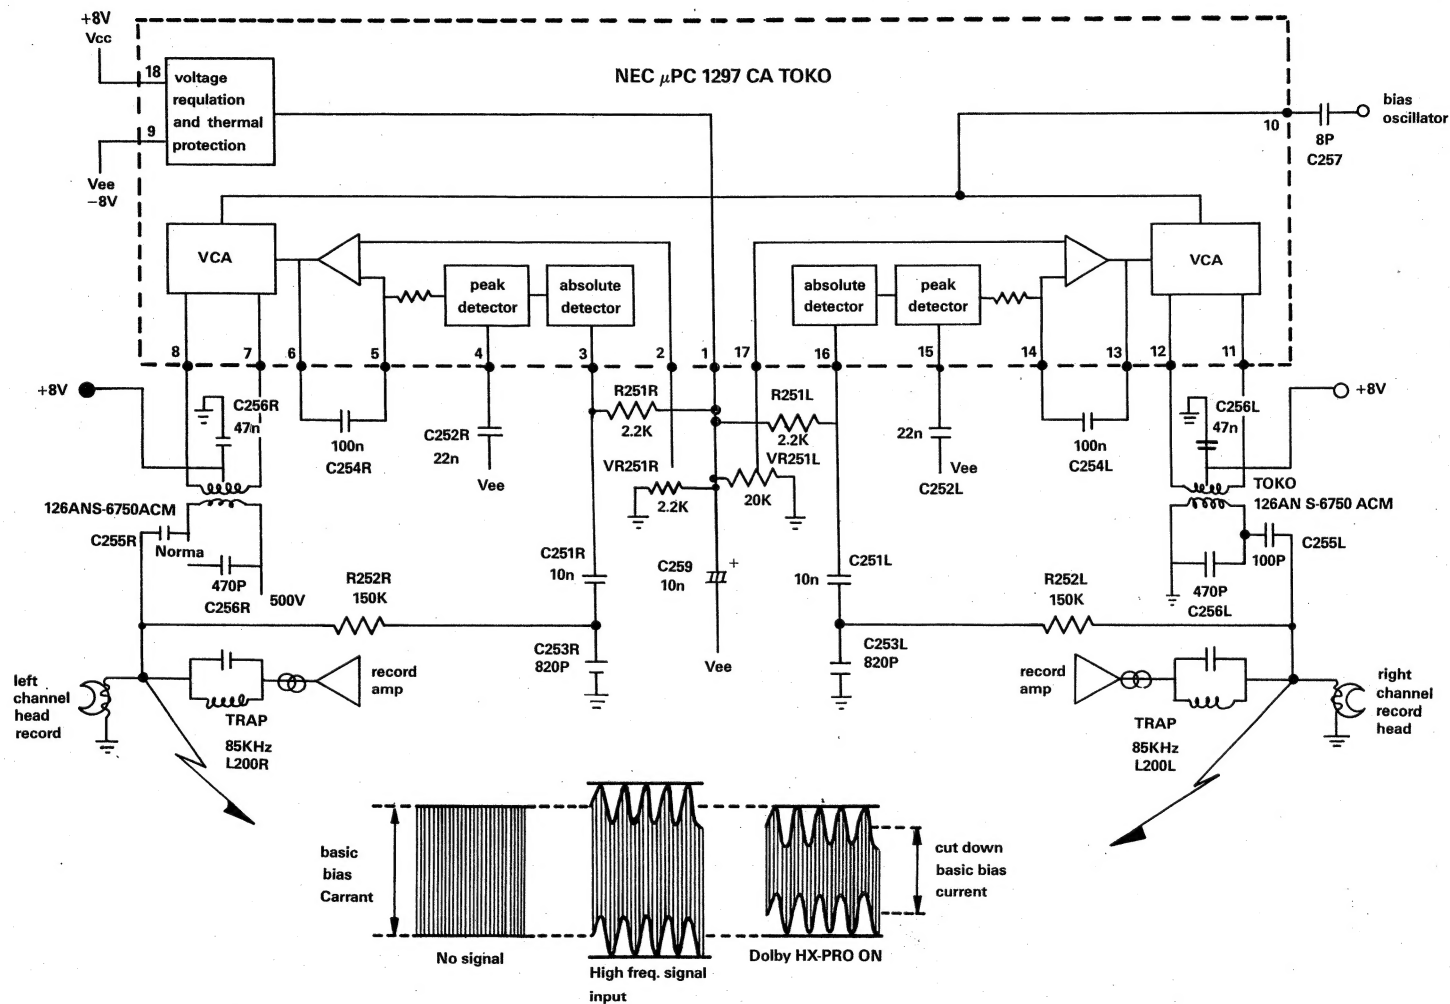 +8V
Vcc
NEC µPC 1297 CA TOKO
18
voltage
requlation
and thermal
protection
9
Vee
−8V
10
8P
C257
bias
oscillator
VCA
peak
detector
absolute
detector
absolute
detector
peak
detector
VCA
8
7
6
5
4
3
2
1
17
16
15
14
13
12
11
+8V
C256R
47n
100n
C254R
C252R
22n
Vee
R251R
2.2K
VR251R
2.2K
R251L
2.2K
VR251L
20K
22n
Vee
C252L
100n
C254L
C256L
47n
+8V
126ANS-6750ACM
C255R
Norma
470P
C256R
500V
TOKO
126AN S-6750 ACM
C255L
100P
470P
C256L
C251R
10n
C259
10n
+
C251L
10n
R252R
150K
R252L
150K
C253R
820P
Vee
C253L
820P
left
channel
head
record
TRAP
85KHz
L200R
record
amp
record
amp
TRAP
85KHz
L200L
right
channel
record
head
basic
bias
Carrant
No signal
High freq. signal
input
Dolby HX-PRO ON
cut down
basic bias
current